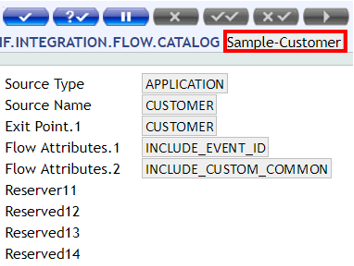 IF.INTEGRATION.FLOW.CATALOG Sample-Customer
Source Type APPLICATION
Source Name CUSTOMER
Exit Point.1 CUSTOMER
Flow Attributes.1 INCLUDE_EVENT_ID
Flow Attributes.2 INCLUDE_CUSTOM_COMMON
Reserver11
Reserved12
Reserved13
Reserved14